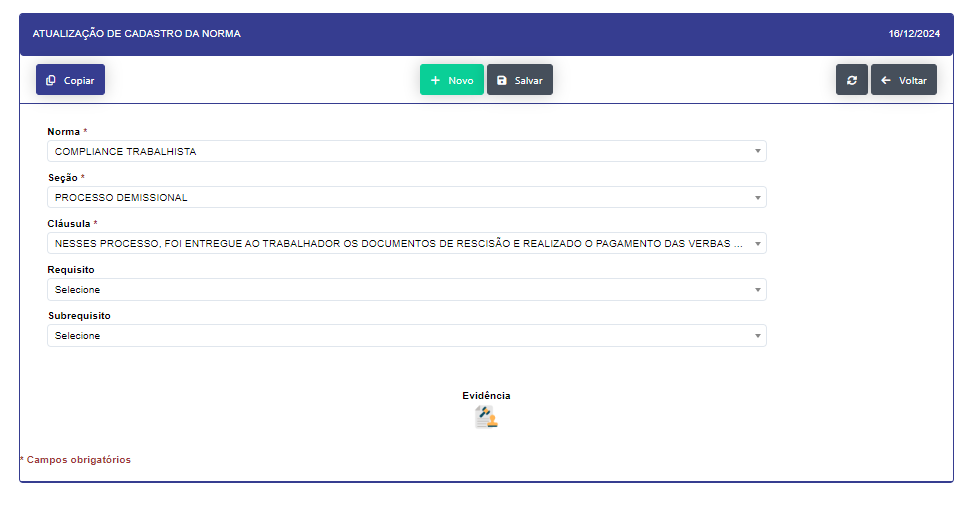 ATUALIZAÇÃO DE CADASTRO DA NORMA 16/12/2024
Copiar + Novo Salvar Voltar
Norma *
COMPLIANCE TRABALHISTA
Seção *
PROCESSO DEMISSIONAL
Cláusula *
NESSES PROCESSO, FOI ENTREGUE AO TRABALHADOR OS DOCUMENTOS DE RESCISÃO E REALIZADO O PAGAMENTO DAS VERBAS ...
Requisito
Selecione
Subrequisito
Selecione
Evidência
* Campos obrigatórios